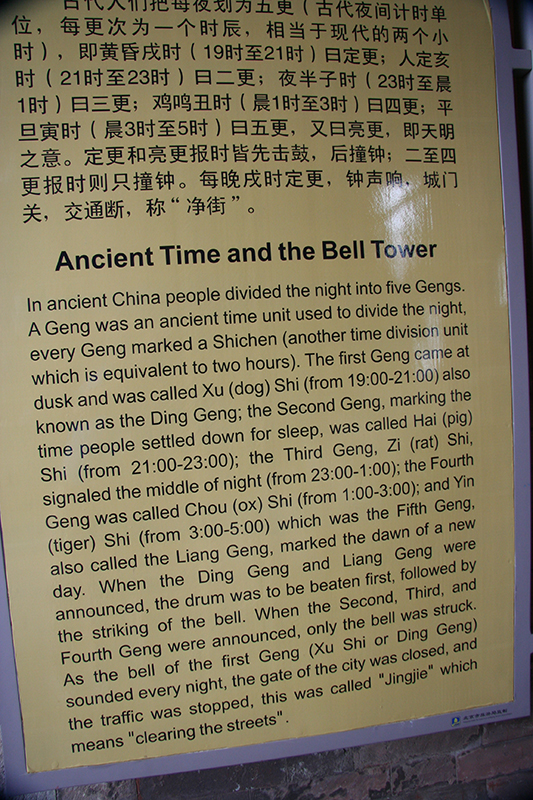 古代人们把每夜划为五更（古代夜间计时单
位，每更次为一个时辰，相当于现代的两个小
时），即黄昏戌时（19时至21时）曰定更；人定亥
时（21时至23时）曰二更；夜半子时（23时至晨
1时）曰三更；鸡鸣丑时（晨1时至3时）曰四更；平
旦寅时（晨3时至5时）曰五更，又曰亮更，即天明
之意。定更和亮更报时皆先击鼓，后撞钟；二至四
更报时则只撞钟。每晚戌时定更，钟声响，城门
关，交通断，称“净街”。
Ancient Time and the Bell Tower
In ancient China people divided the night into five Gengs.
A Geng was an ancient time unit used to divide the night,
every Geng marked a Shichen (another time division unit
which is equivalent to two hours). The first Geng came at
dusk and was called Xu (dog) Shi (from 19:00-21:00) also
known as the Ding Geng; the Second Geng, marking the
time people settled down for sleep, was called Hai (pig)
Shi (from 21:00-23:00); the Third Geng, Zi (rat) Shi,
signaled the middle of night (from 23:00-1:00); the Fourth
Geng was called Chou (ox) Shi (from 1:00-3:00); and Yin
(tiger) Shi (from 3:00-5:00) which was the Fifth Geng,
also called the Liang Geng, marked the dawn of a new
day. When the Ding Geng and Liang Geng were
announced, the drum was to be beaten first, followed by
the striking of the bell. When the Second, Third, and
Fourth Geng were announced, only the bell was struck.
As the bell of the first Geng (Xu Shi or Ding Geng)
sounded every night, the gate of the city was closed, and
the traffic was stopped, this was called "Jingjie" which
means "clearing the streets".